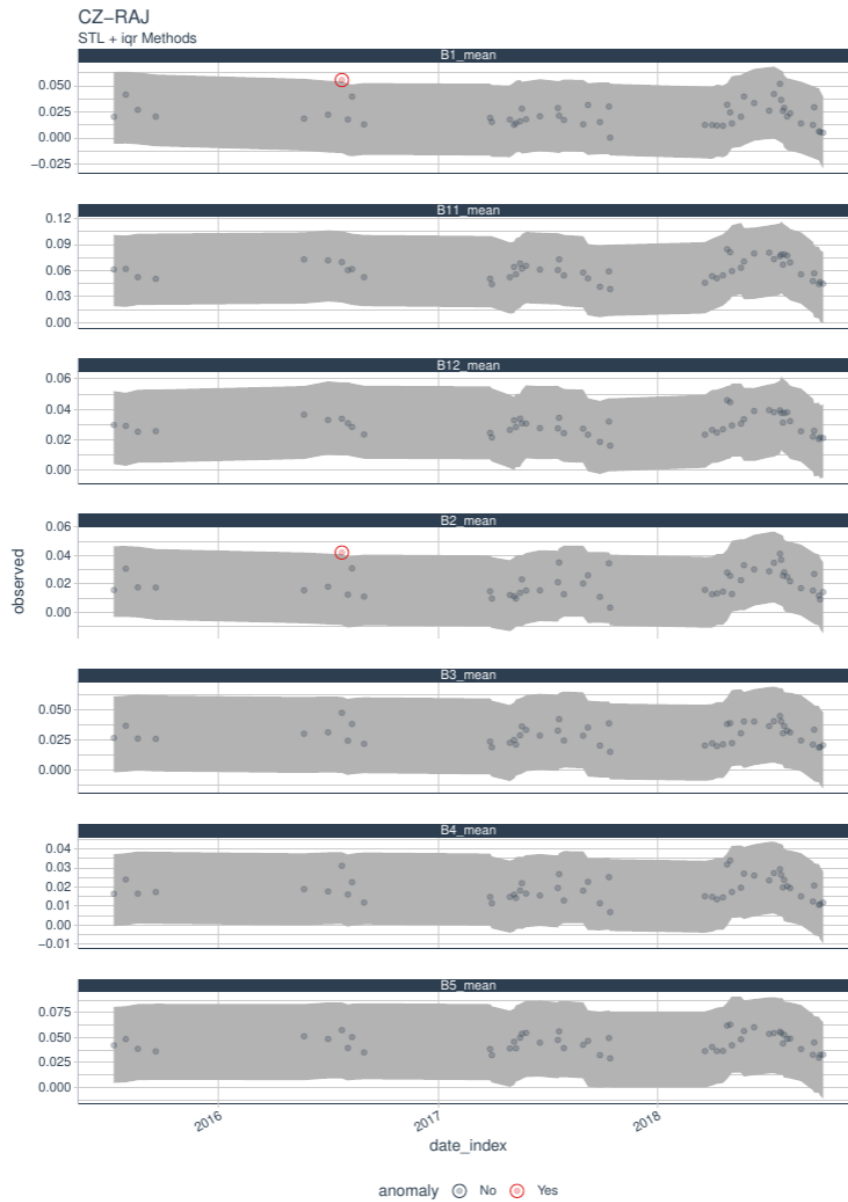 CZ−RAJ
STL + iqr Methods
B1_mean
0.050
0.025
0.000
−0.025
B11_mean
0.12
0.09
0.06
0.03
0.00
B12_mean
0.06
0.04
0.02
0.00
B2_mean
0.06
0.04
0.02
0.00
observed
B3_mean
0.050
0.025
0.000
B4_mean
0.04
0.03
0.02
0.01
0.00
−0.01
B5_mean
0.075
0.050
0.025
0.000
2016
2017
2018
date_index
anomaly No Yes